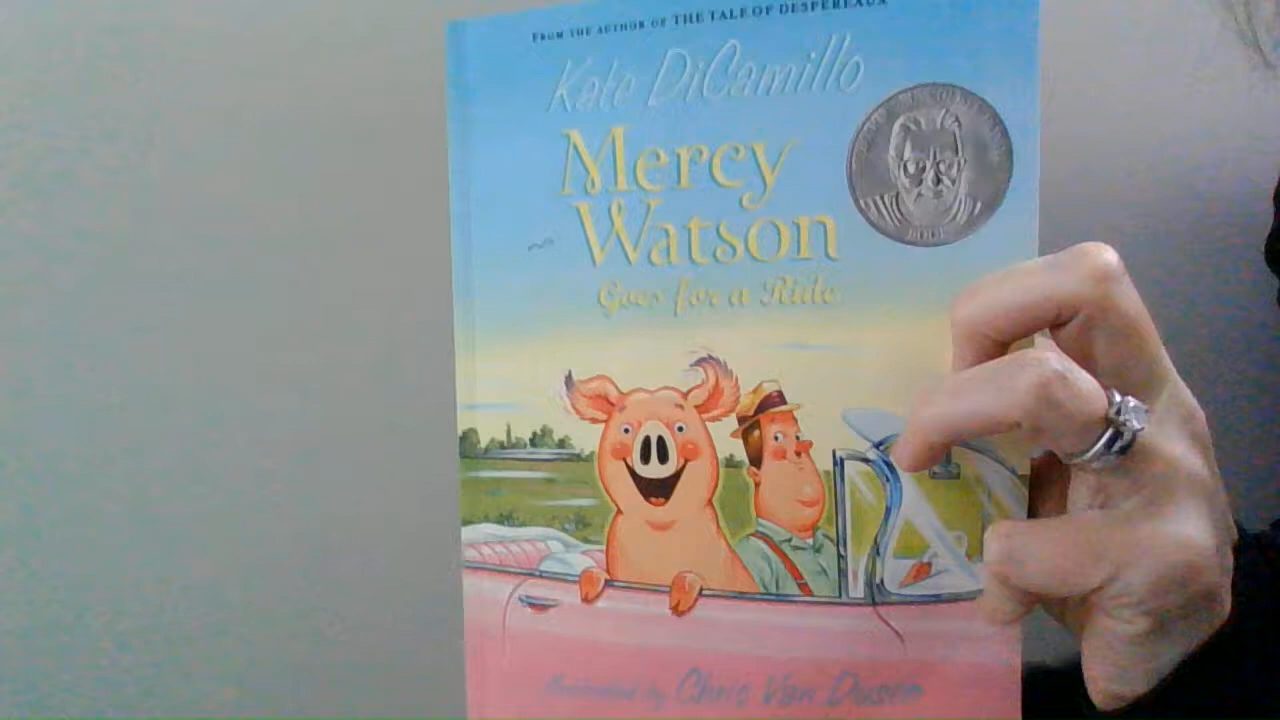 FROM THE AUTHOR OF THE TALE OF DESPEREAUX
Kate DiCamillo
Mercy
Watson
Goes for a Ride
Illustrated by Chris Van Dusen